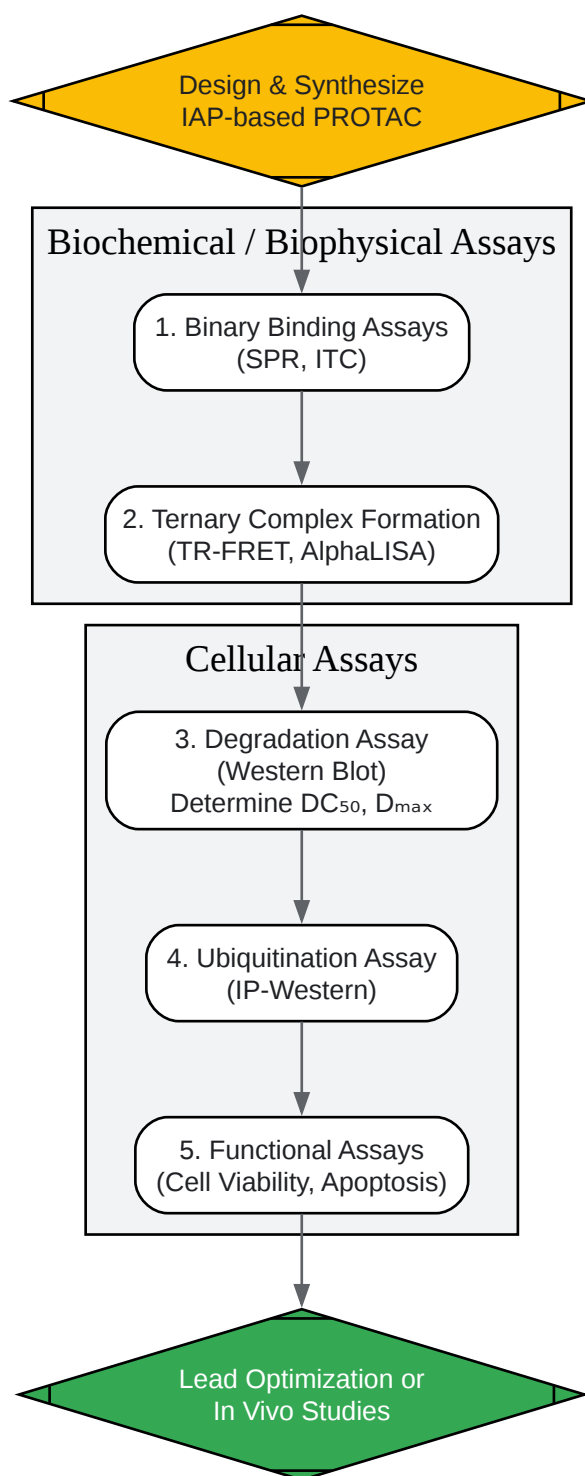 Design & Synthesize
IAP-based PROTAC
Biochemical / Biophysical Assays
1. Binary Binding Assays
(SPR, ITC)
2. Ternary Complex Formation
(TR-FRET, AlphaLISA)
Cellular Assays
3. Degradation Assay
(Western Blot)
Determine DC₅₀, Dₘₐₓ
4. Ubiquitination Assay
(IP-Western)
5. Functional Assays
(Cell Viability, Apoptosis)
Lead Optimization or
In Vivo Studies